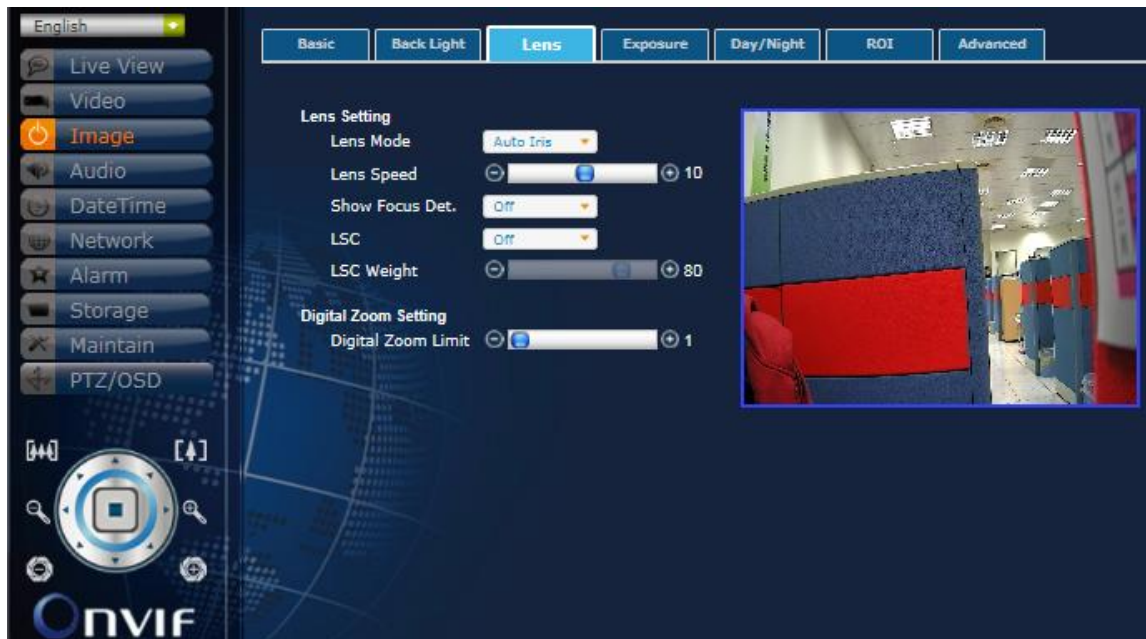 English
Live View
Video
Image
Audio
DateTime
Network
Alarm
Storage
Maintain
PTZ/OSD
Onvif
Basic
Back Light
Lens
Exposure
Day/Night
ROI
Advanced
Lens Setting
Lens Mode Auto Iris
Lens Speed 10
Show Focus Det. Off
LSC Off
LSC Weight 80
Digital Zoom Setting
Digital Zoom Limit 1